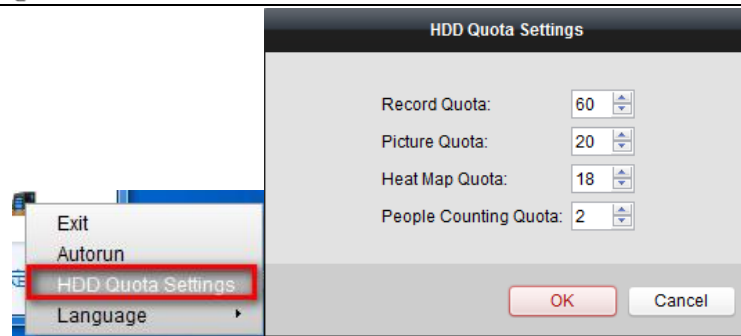 HDD Quota Settings
Record Quota: 60
Picture Quota: 20
Heat Map Quota: 18
People Counting Quota: 2
OK Cancel
Exit
Autorun
HDD Quota Settings
Language